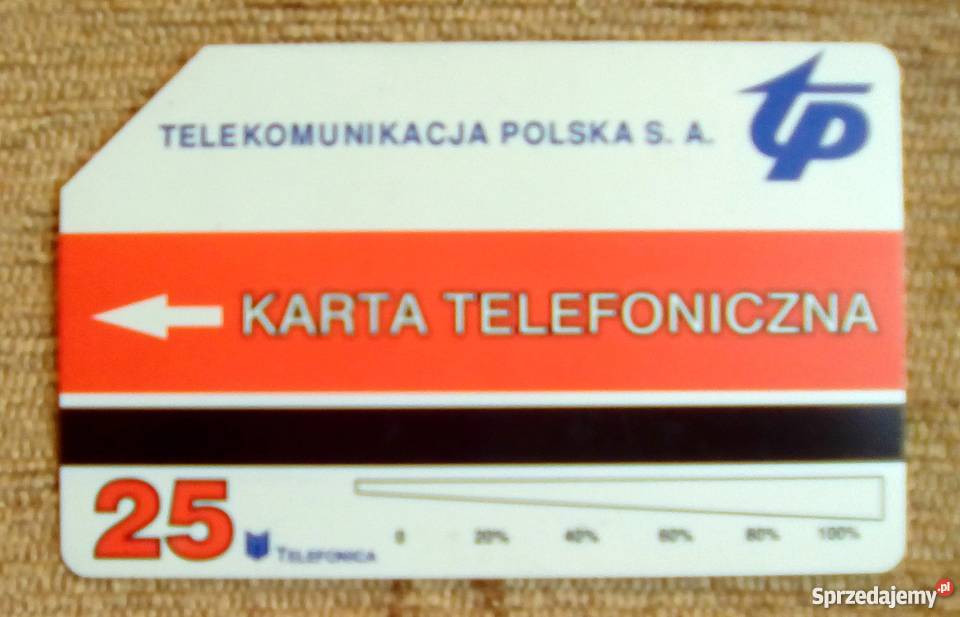 TELEKOMUNIKACJA POLSKA S. A.
tp
KARTA TELEFONICZNA
25
TELEFONICA
0 20% 40% 60% 80% 100%
Sprzedajemy.pl